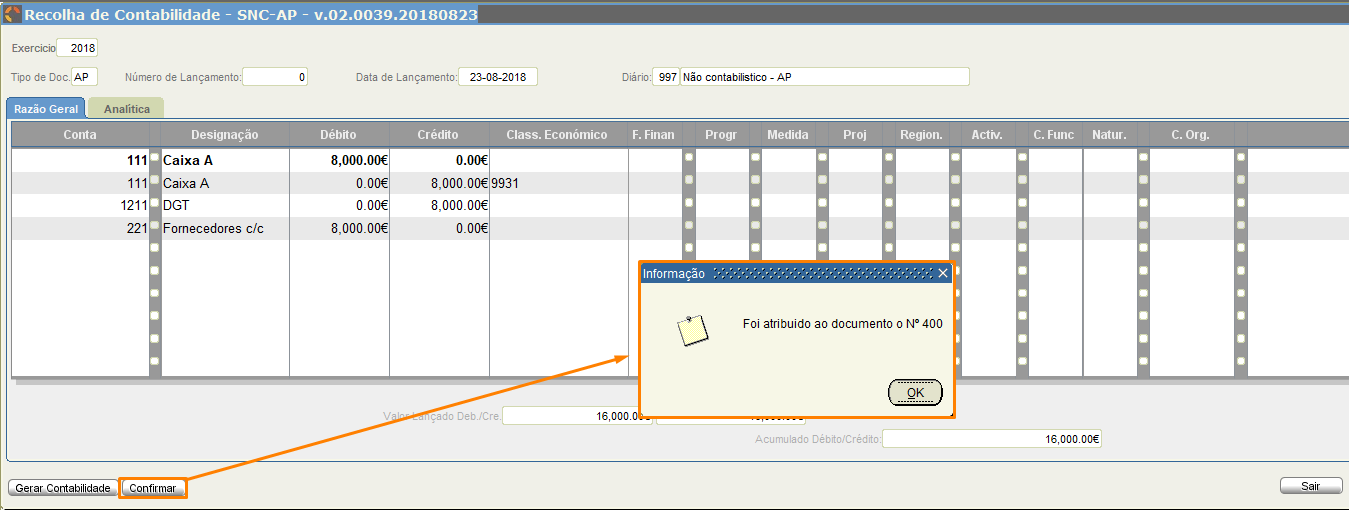 Recolha de Contabilidade - SNC-AP - v.02.0039.20180823
Exercicio 2018
Tipo de Doc. AP Número de Lançamento: 0 Data de Lançamento: 23-08-2018 Diário: 997 Não contabilistico - AP
Razão Geral Analítica
Conta Designação Débito Crédito Class. Económico F. Finan Progr Medida Proj Region. Activ. C. Func Natur. C. Org.
111 Caixa A 8,000.00€ 0.00€
111 Caixa A 0.00€ 8,000.00€ 9931
1211 DGT 0.00€ 8,000.00€
221 Fornecedores c/c 8,000.00€ 0.00€
Informação
Foi atribuido ao documento o Nº 400
OK
Valor Lançado Deb./Cre. 16,000.00€
Acumulado Débito/Crédito: 16,000.00€
Gerar Contabilidade Confirmar Sair